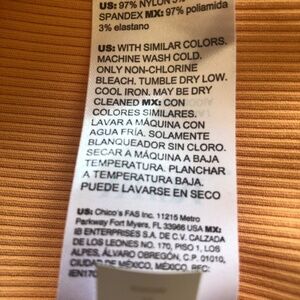 US: 97% NYLON 3%
SPANDEX MX: 97% poliamida
3% elastano
US: WITH SIMILAR COLORS.
MACHINE WASH COLD.
ONLY NON-CHLORINE
BLEACH. TUMBLE DRY LOW.
COOL IRON. MAY BE DRY
CLEANED MX: CON
COLORES SIMILARES.
LAVAR A MÁQUINA CON
AGUA FRÍA. SOLAMENTE
BLANQUEADOR SIN CLORO.
SECAR A MÁQUINA A BAJA
TEMPERATURA. PLANCHAR
A TEMPERATURA BAJA.
PUEDE LAVARSE EN SECO
US: Chico's FAS Inc. 11215 Metro
Parkway Fort Myers, FL 33966 USA MX:
IB ENTERPRISES S.A. DE C.V. CALZADA
DE LOS LEONES NO. 170, PISO 1, LOS
ALPES, ÁLVARO OBREGÓN, C.P. 01010,
CIUDAD DE MÉXICO, MÉXICO, RFC: